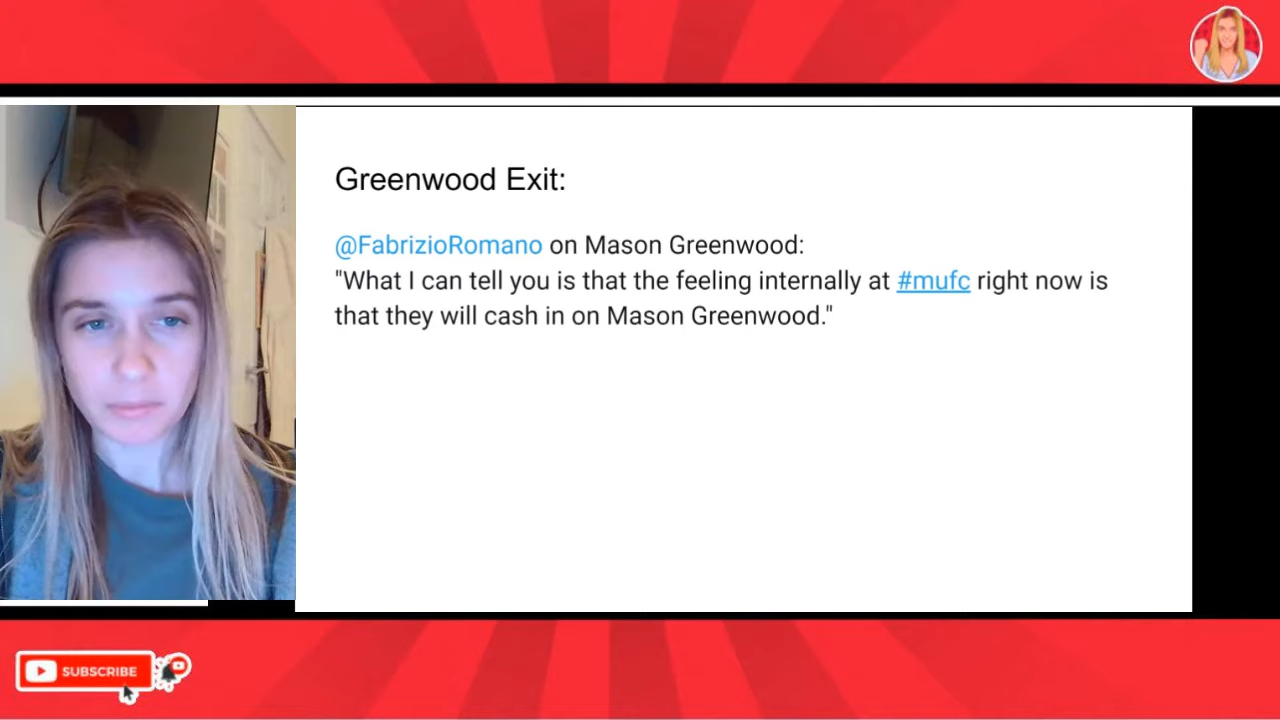 Greenwood Exit:
@FabrizioRomano on Mason Greenwood:
"What I can tell you is that the feeling internally at #mufc right now is
that they will cash in on Mason Greenwood."
SUBSCRIBE